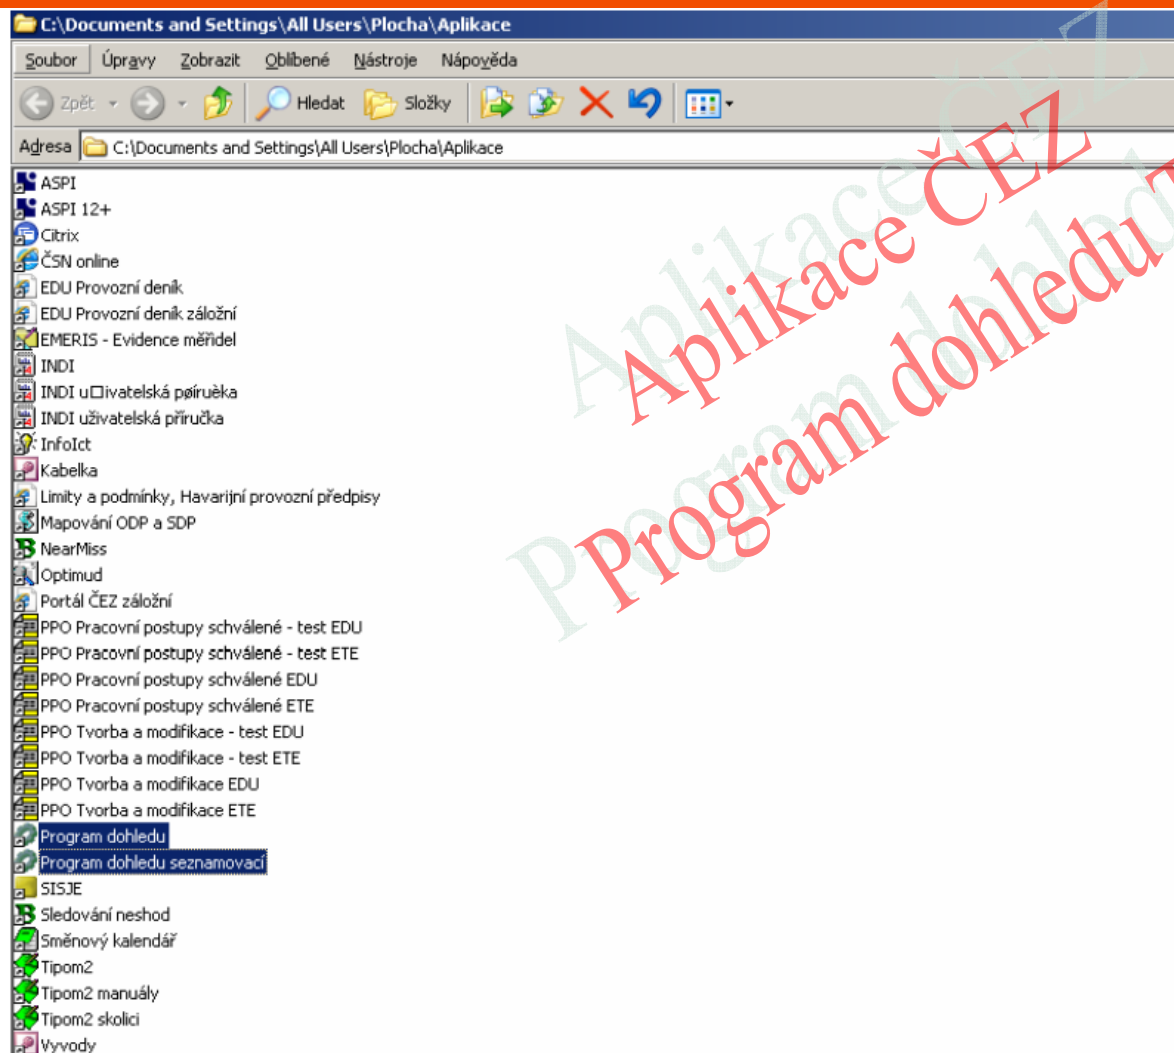 C:\Documents and Settings\All Users\Plocha\Aplikace
Soubor Úpravy Zobrazit Oblíbené Nástroje Nápověda
Zpět Hledat Složky
Adresa C:\Documents and Settings\All Users\Plocha\Aplikace
ASPI
ASPI 12+
Citrix
ČSN online
EDU Provozní deník
EDU Provozní deník záložní
EMERIS - Evidence měřidel
INDI
INDI u□ivatelská pøíruèka
INDI uživatelská příručka
InfoIct
Kabelka
Limity a podmínky, Havarijní provozní předpisy
Mapování ODP a SDP
NearMiss
Optimud
Portál ČEZ záložní
PPO Pracovní postupy schválené - test EDU
PPO Pracovní postupy schválené - test ETE
PPO Pracovní postupy schválené EDU
PPO Pracovní postupy schválené ETE
PPO Tvorba a modifikace - test EDU
PPO Tvorba a modifikace - test ETE
PPO Tvorba a modifikace EDU
PPO Tvorba a modifikace ETE
Program dohledu
Program dohledu seznamovací
SISJE
Sledování neshod
Směnový kalendář
Tipom2
Tipom2 manuály
Tipom2 skolici
Vyvody
Aplikace ČEZ
Program dohledu